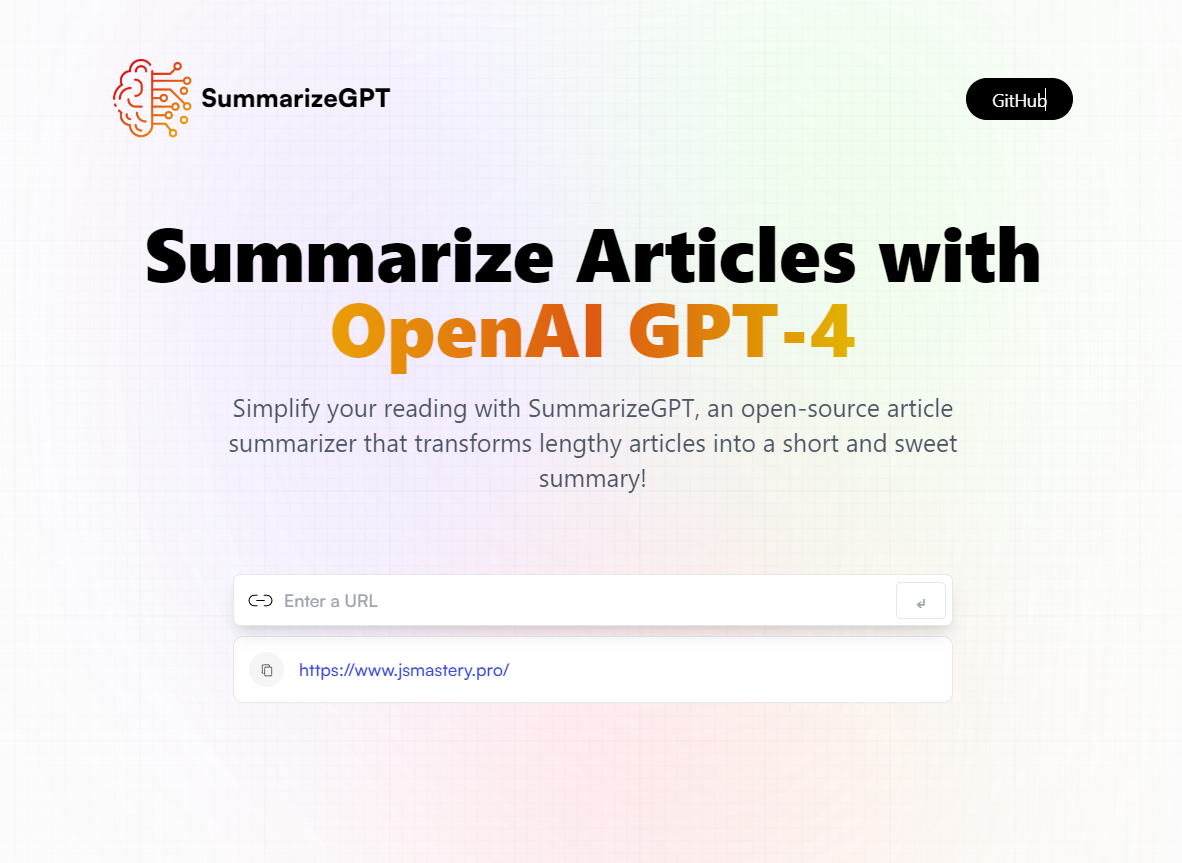 SummarizeGPT
GitHub
Summarize Articles with
OpenAI GPT-4
Simplify your reading with SummarizeGPT, an open-source article
summarizer that transforms lengthy articles into a short and sweet
summary!
Enter a URL
https://www.jsmastery.pro/